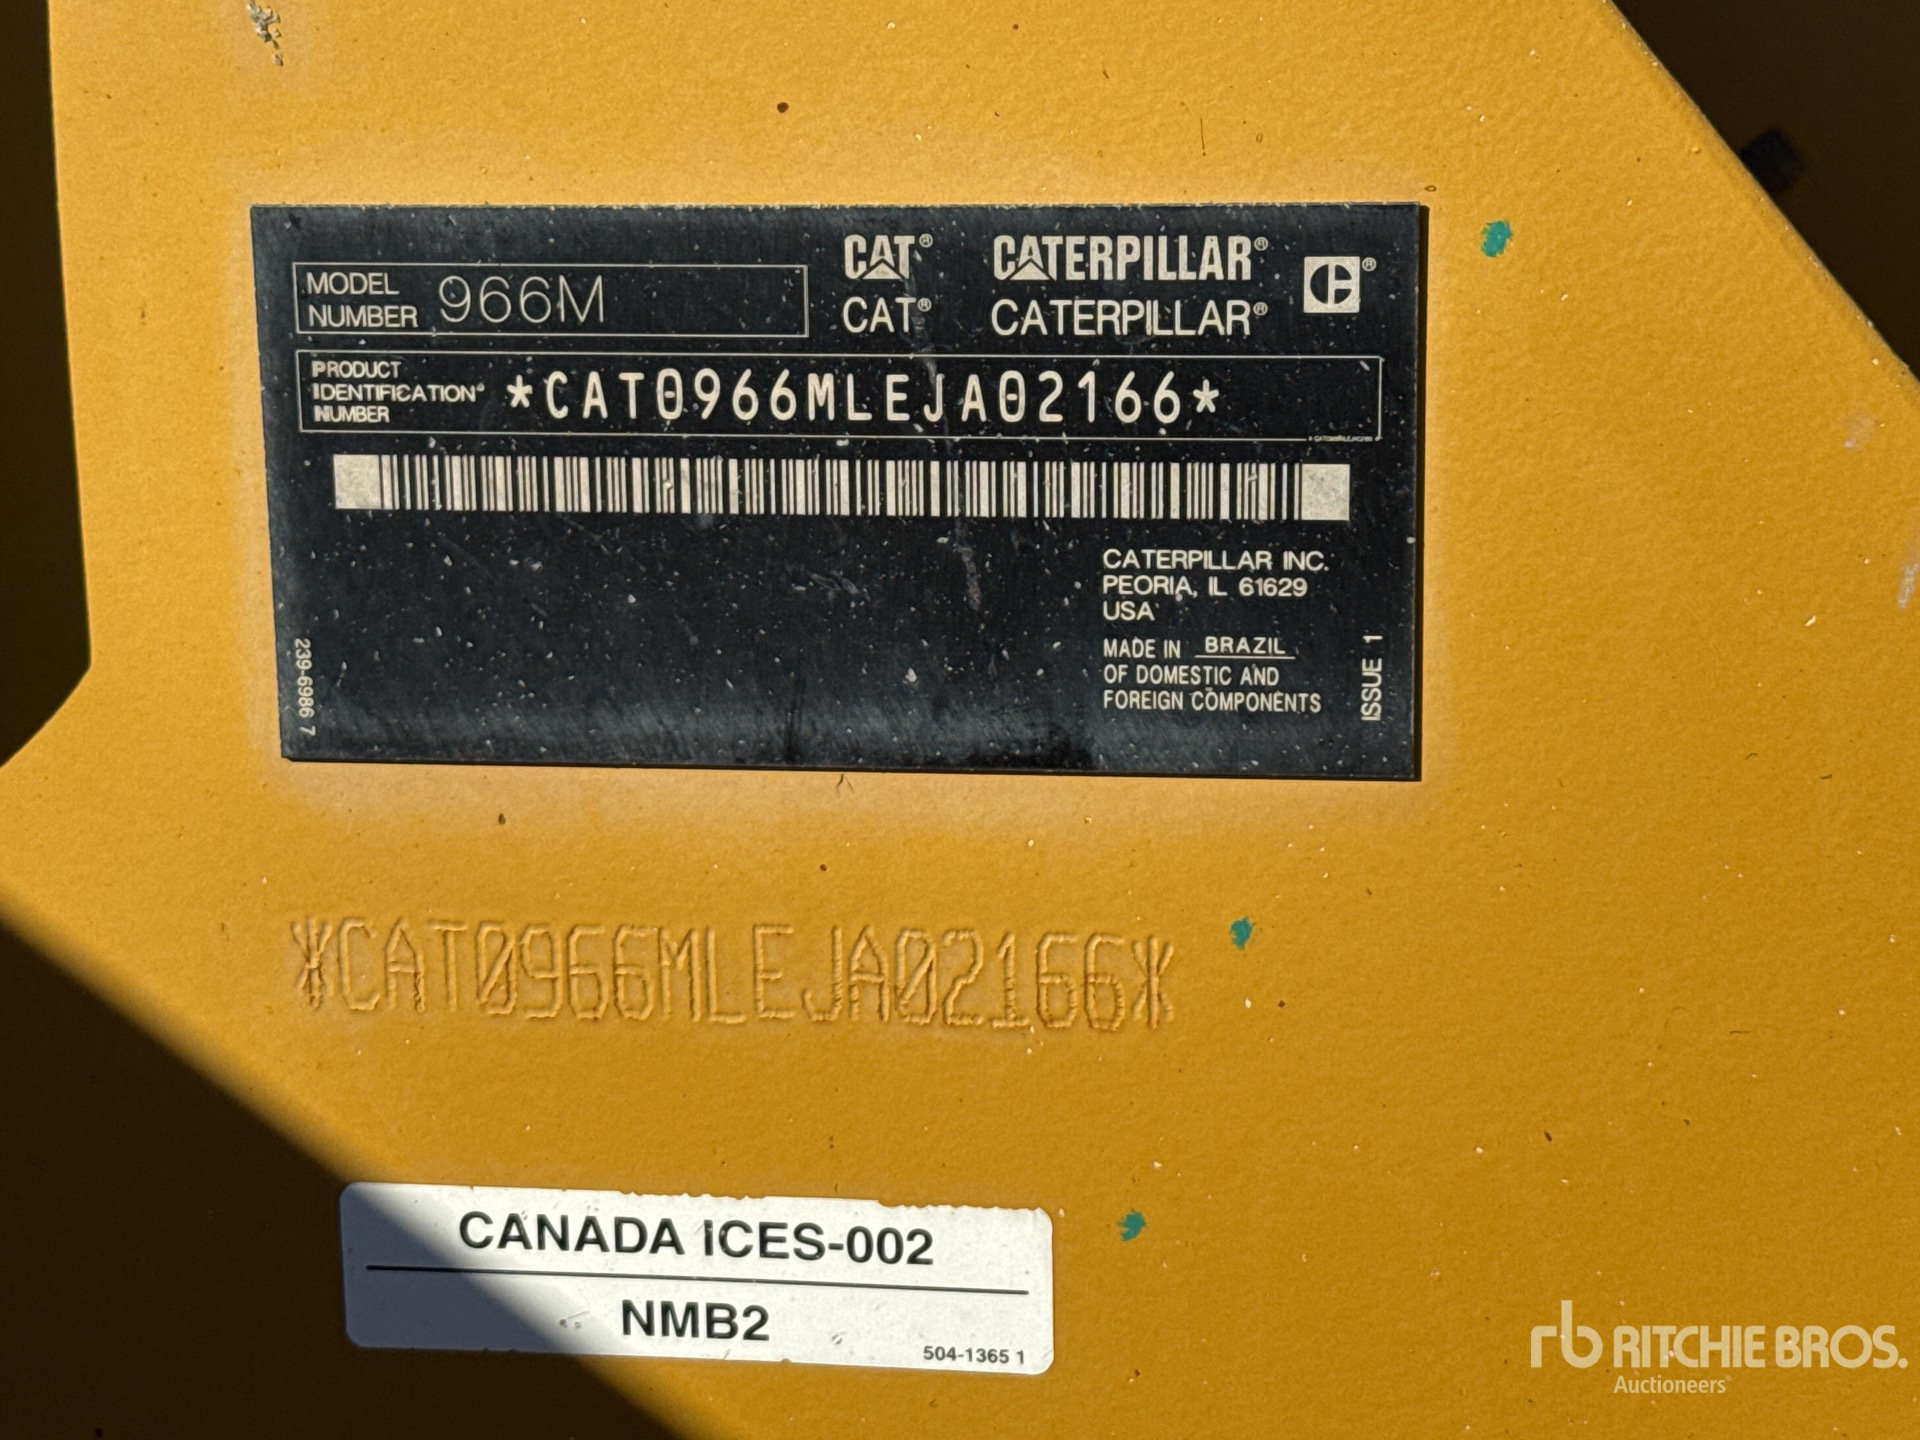 MODEL NUMBER 966M
CAT® CATERPILLAR® CE®
CAT® CATERPILLAR®
PRODUCT IDENTIFICATION NUMBER *CAT0966MLEJA02166*
CATERPILLAR INC.
PEORIA, IL 61629
USA
MADE IN BRAZIL
OF DOMESTIC AND
FOREIGN COMPONENTS
239-6986 7
ISSUE 1
*CAT0966MLEJA02166*
CANADA ICES-002
NMB2
504-1365 1
rb RITCHIE BROS.
Auctioneers®